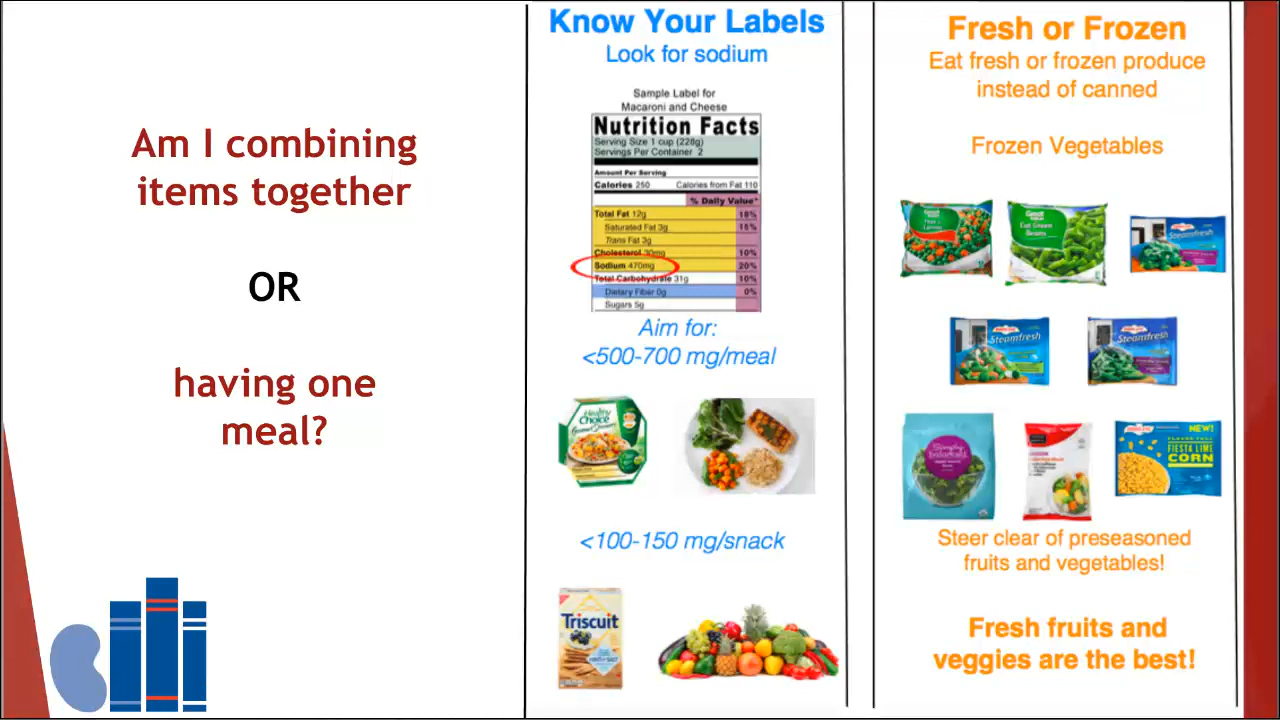 Am I combining
items together
OR
having one
meal?
Know Your Labels
Look for sodium
Sample Label for
Macaroni and Cheese
Nutrition Facts
Serving Size 1 cup (228g)
Servings Per Container 2
Amount Per Serving
Calories 250 Calories from Fat 110
% Daily Value*
Total Fat 12g 18%
Saturated Fat 3g 15%
Trans Fat 3g
Cholesterol 30mg 10%
Sodium 470mg 20%
Total Carbohydrate 31g 10%
Dietary Fiber 0g 0%
Sugars 5g
Aim for:
<500-700 mg/meal
Healthy
Choice
<100-150 mg/snack
Triscuit
Fresh or Frozen
Eat fresh or frozen produce
instead of canned
Frozen Vegetables
Great
Great
Cut Green
Beans
Steamfresh
Steamfresh
Steamfresh
Simply
balanced
NEW!
FIESTA LIME
CORN
Steer clear of preseasoned
fruits and vegetables!
Fresh fruits and
veggies are the best!